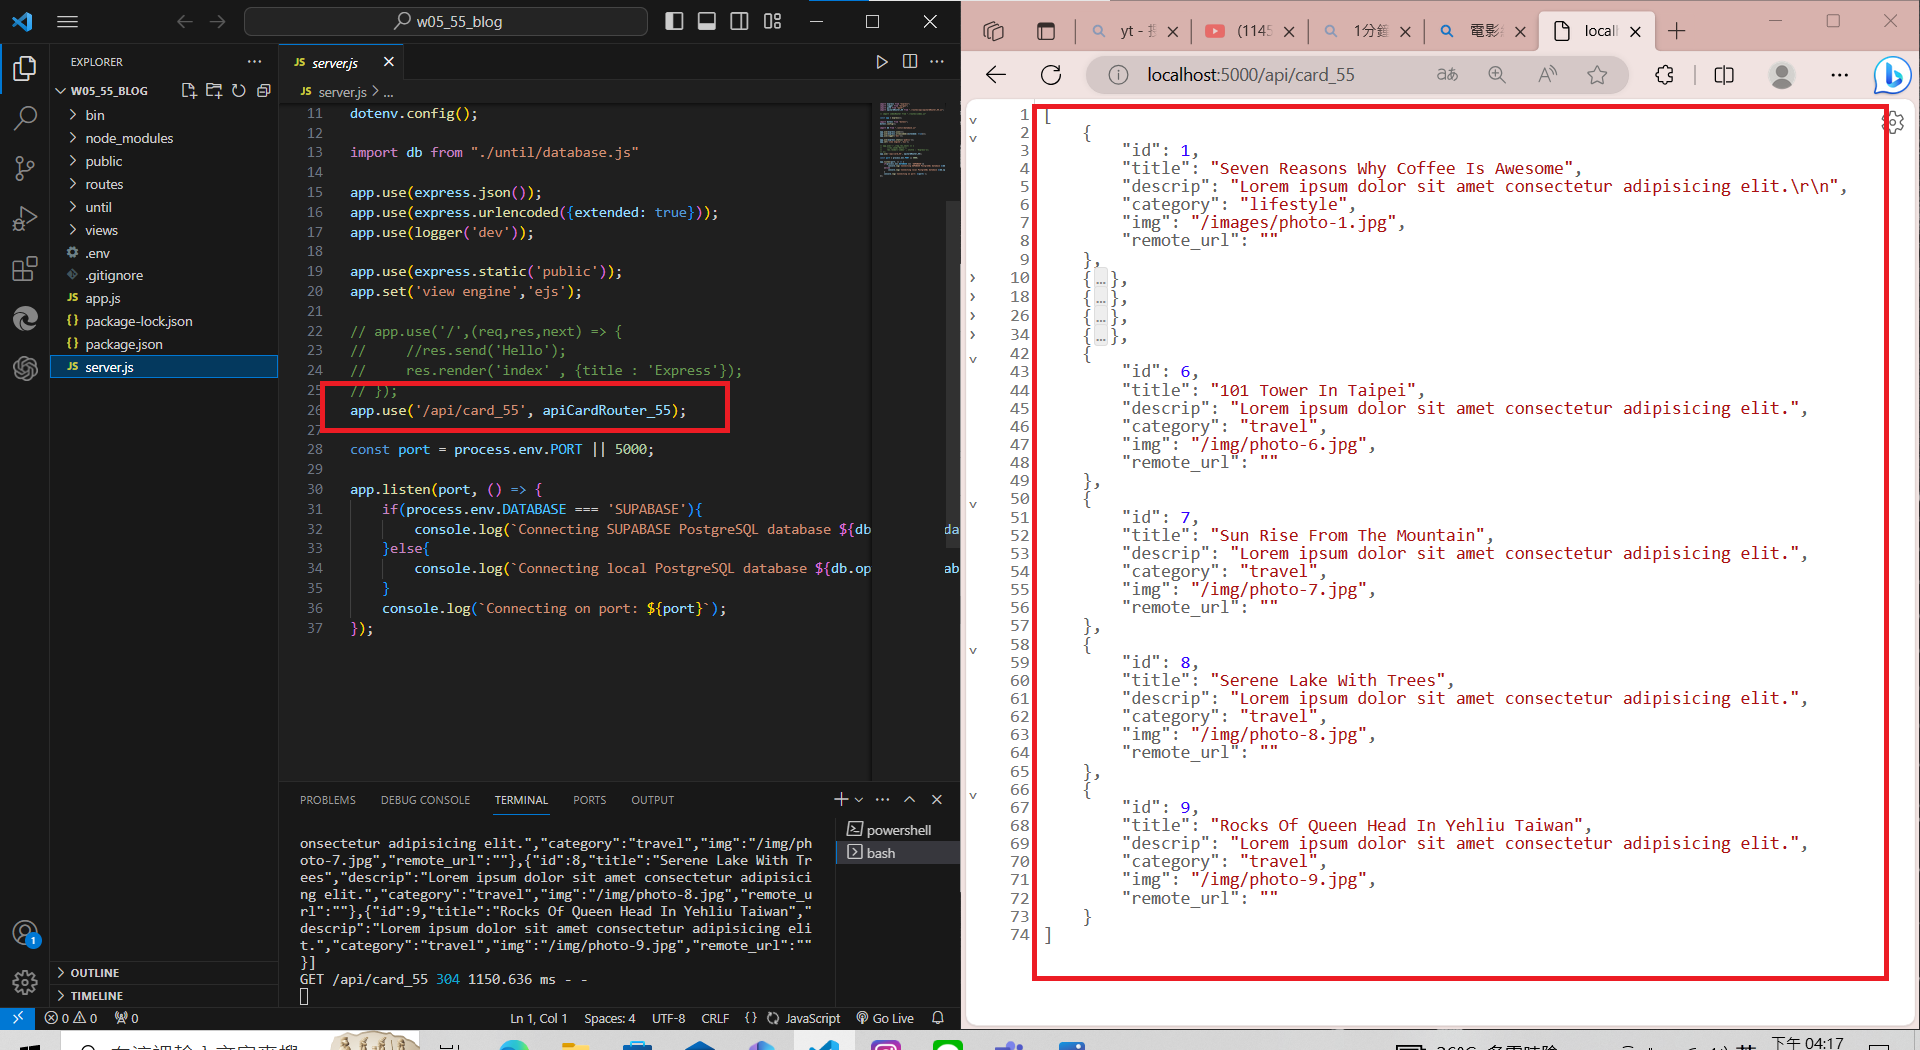 w05_55_blog
EXPLORER
W05_55_BLOG
bin
node_modules
public
routes
until
views
.env
.gitignore
JS app.js
{} package-lock.json
{} package.json
JS server.js
OUTLINE
TIMELINE
JS server.js
JS server.js > ...
11 dotenv.config();
12
13 import db from "./until/database.js"
14
15 app.use(express.json());
16 app.use(express.urlencoded({extended: true}));
17 app.use(logger('dev'));
18
19 app.use(express.static('public'));
20 app.set('view engine','ejs');
21
22 // app.use('/',(req,res,next) => {
23 //     //res.send('Hello');
24 //     res.render('index' , {title : 'Express'});
25 // });
26 app.use('/api/card_55', apiCardRouter_55);
27
28 const port = process.env.PORT || 5000;
29
30 app.listen(port, () => {
31     if(process.env.DATABASE === 'SUPABASE'){
32         console.log(`Connecting SUPABASE PostgreSQL database ${db
33     }else{
34         console.log(`Connecting local PostgreSQL database ${db.op
35     }
36     console.log(`Connecting on port: ${port}`);
37 });
PROBLEMS DEBUG CONSOLE TERMINAL PORTS OUTPUT
powershell
bash
onsectetur adipisicing elit.","category":"travel","img":"/img/ph
oto-7.jpg","remote_url":""},{"id":8,"title":"Serene Lake With Tr
ees","descrip":"Lorem ipsum dolor sit amet consectetur adipisici
ng elit.","category":"travel","img":"/img/photo-8.jpg","remote_u
rl":""},{"id":9,"title":"Rocks Of Queen Head In Yehliu Taiwan","
descrip":"Lorem ipsum dolor sit amet consectetur adipisicing eli
t.","category":"travel","img":"/img/photo-9.jpg","remote_url":""
}]
GET /api/card_55 304 1150.636 ms - -
0 0 0 Ln 1, Col 1 Spaces: 4 UTF-8 CRLF {} JavaScript Go Live
yt - (1145 1分鐘 電影 local
localhost:5000/api/card_55
1 [
2     {
3         "id": 1,
4         "title": "Seven Reasons Why Coffee Is Awesome",
5         "descrip": "Lorem ipsum dolor sit amet consectetur adipisicing elit.\r\n",
6         "category": "lifestyle",
7         "img": "/images/photo-1.jpg",
8         "remote_url": ""
9     },
10     {...},
18     {...},
26     {...},
34     {...},
42     {
43         "id": 6,
44         "title": "101 Tower In Taipei",
45         "descrip": "Lorem ipsum dolor sit amet consectetur adipisicing elit.",
46         "category": "travel",
47         "img": "/img/photo-6.jpg",
48         "remote_url": ""
49     },
50     {
51         "id": 7,
52         "title": "Sun Rise From The Mountain",
53         "descrip": "Lorem ipsum dolor sit amet consectetur adipisicing elit.",
54         "category": "travel",
55         "img": "/img/photo-7.jpg",
56         "remote_url": ""
57     },
58     {
59         "id": 8,
60         "title": "Serene Lake With Trees",
61         "descrip": "Lorem ipsum dolor sit amet consectetur adipisicing elit.",
62         "category": "travel",
63         "img": "/img/photo-8.jpg",
64         "remote_url": ""
65     },
66     {
67         "id": 9,
68         "title": "Rocks Of Queen Head In Yehliu Taiwan",
69         "descrip": "Lorem ipsum dolor sit amet consectetur adipisicing elit.",
70         "category": "travel",
71         "img": "/img/photo-9.jpg",
72         "remote_url": ""
73     }
74 ]
下午 04:17